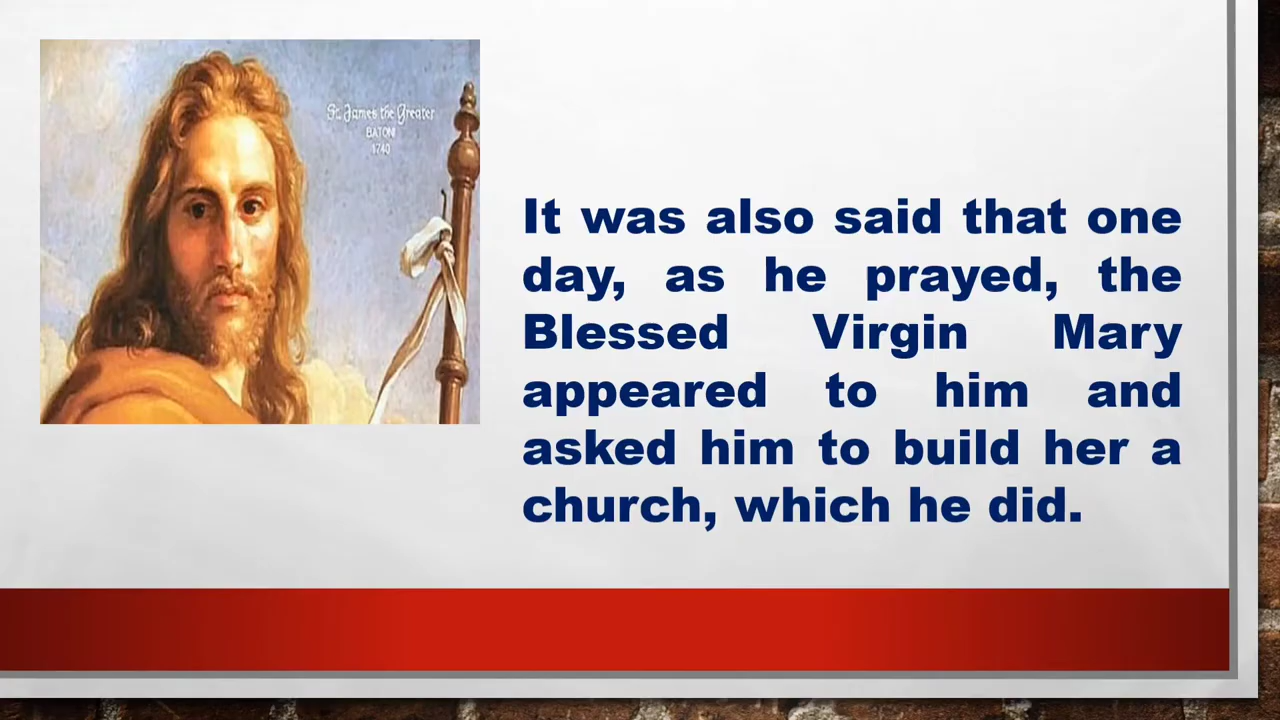 St. James the Greater
BATONI
1740
It was also said that one
day, as he prayed, the
Blessed Virgin Mary
appeared to him and
asked him to build her a
church, which he did.